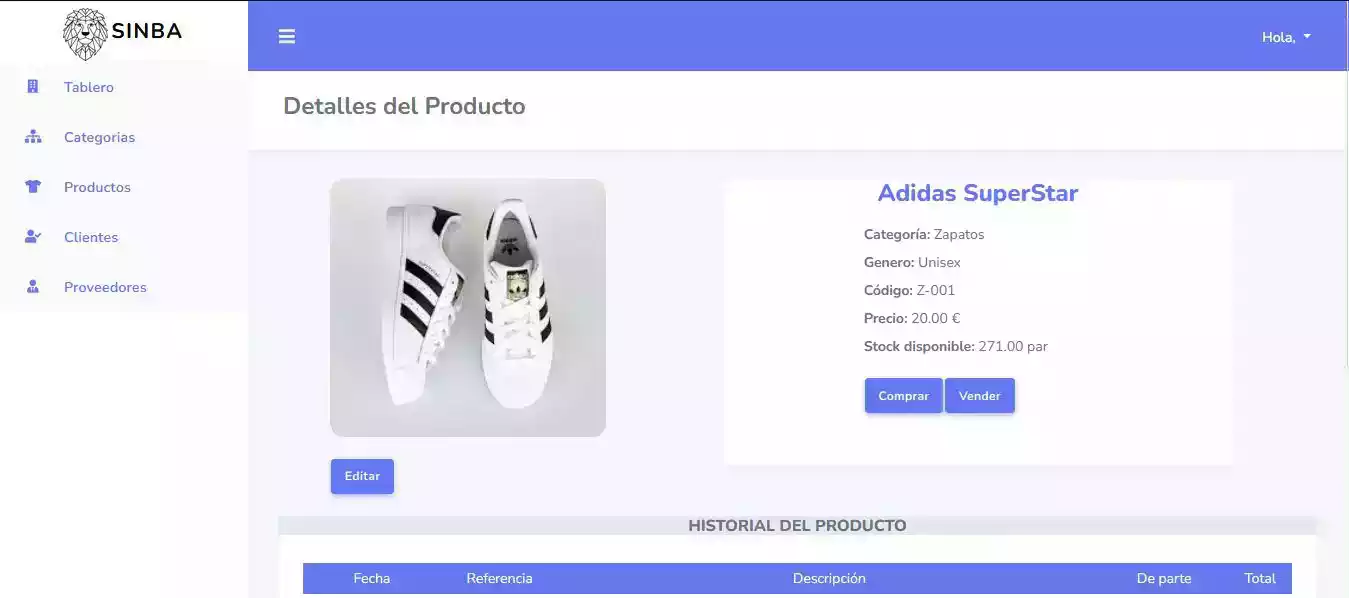 SINBA
Hola,
Tablero
Categorias
Productos
Clientes
Proveedores
Detalles del Producto
Adidas SuperStar
Categoría: Zapatos
Genero: Unisex
Código: Z-001
Precio: 20.00 €
Stock disponible: 271.00 par
Comprar Vender
Editar
HISTORIAL DEL PRODUCTO
Fecha Referencia Descripción De parte Total